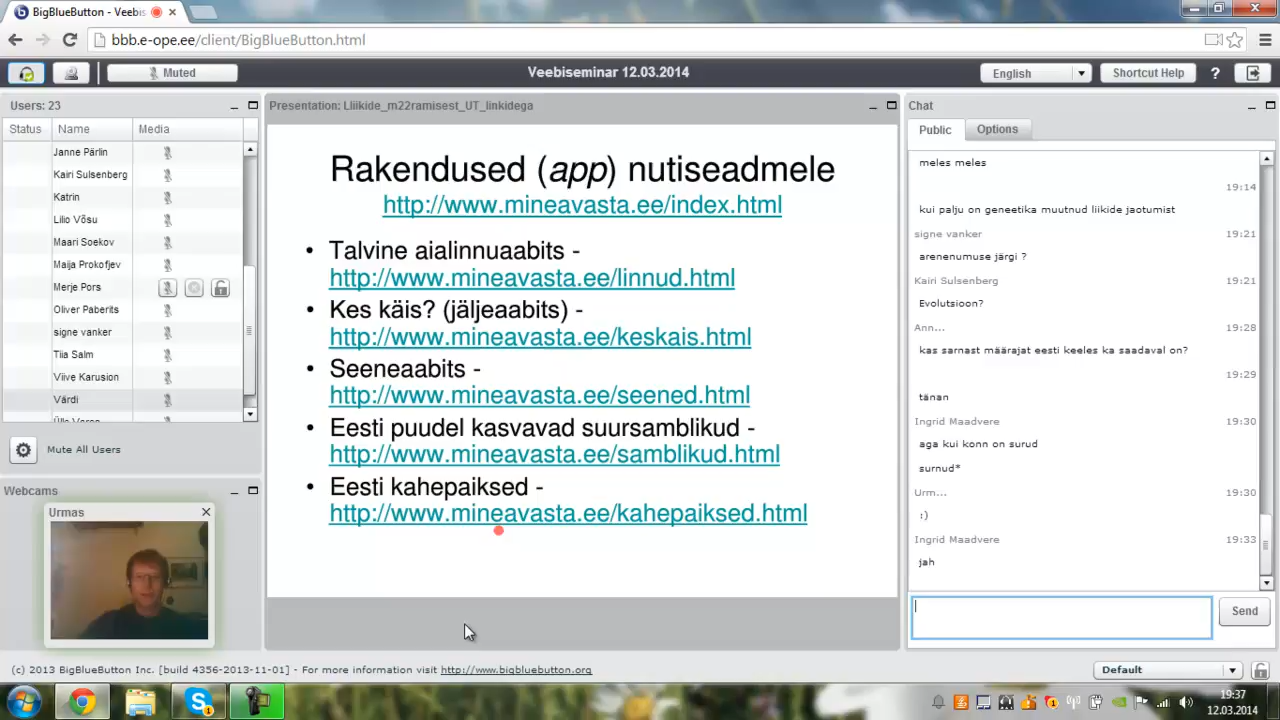 BigBlueButton - Veebis
bbb.e-ope.ee/client/BigBlueButton.html
Muted
Veebiseminar 12.03.2014
English
Shortcut Help
?
Users: 23
Status Name Media
Janne Pärlin
Kairi Sulsenberg
Katrin
Lilio Võsu
Maari Soekov
Maija Prokofjev
Merje Pors
Oliver Paberits
signe vanker
Tiia Salm
Viive Karusion
Värdi
Mute All Users
Webcams
Urmas
Presentation: Lliikide_m22ramisest_UT_linkidega
Rakendused (app) nutiseadmele
http://www.mineavasta.ee/index.html
• Talvine aialinnuaabits -
http://www.mineavasta.ee/linnud.html
• Kes käis? (jäljeaabits) -
http://www.mineavasta.ee/keskais.html
• Seeneaabits -
http://www.mineavasta.ee/seened.html
• Eesti puudel kasvavad suursamblikud -
http://www.mineavasta.ee/samblikud.html
• Eesti kahepaiksed -
http://www.mineavasta.ee/kahepaiksed.html
Chat
Public Options
meles meles
19:14
kui palju on geneetika muutnud liikide jaotumist
signe vanker 19:21
arenenumuse järgi ?
Kairi Sulsenberg 19:21
Evolutsioon?
Ann... 19:28
kas sarnast määrajat eesti keeles ka saadaval on?
19:29
tänan
Ingrid Maadvere 19:30
aga kui konn on surud
surnud*
Urm... 19:30
:)
Ingrid Maadvere 19:33
jah
Send
(c) 2013 BigBlueButton Inc. [build 4356-2013-11-01] - For more information visit http://www.bigbluebutton.org
Default
19:37
12.03.2014